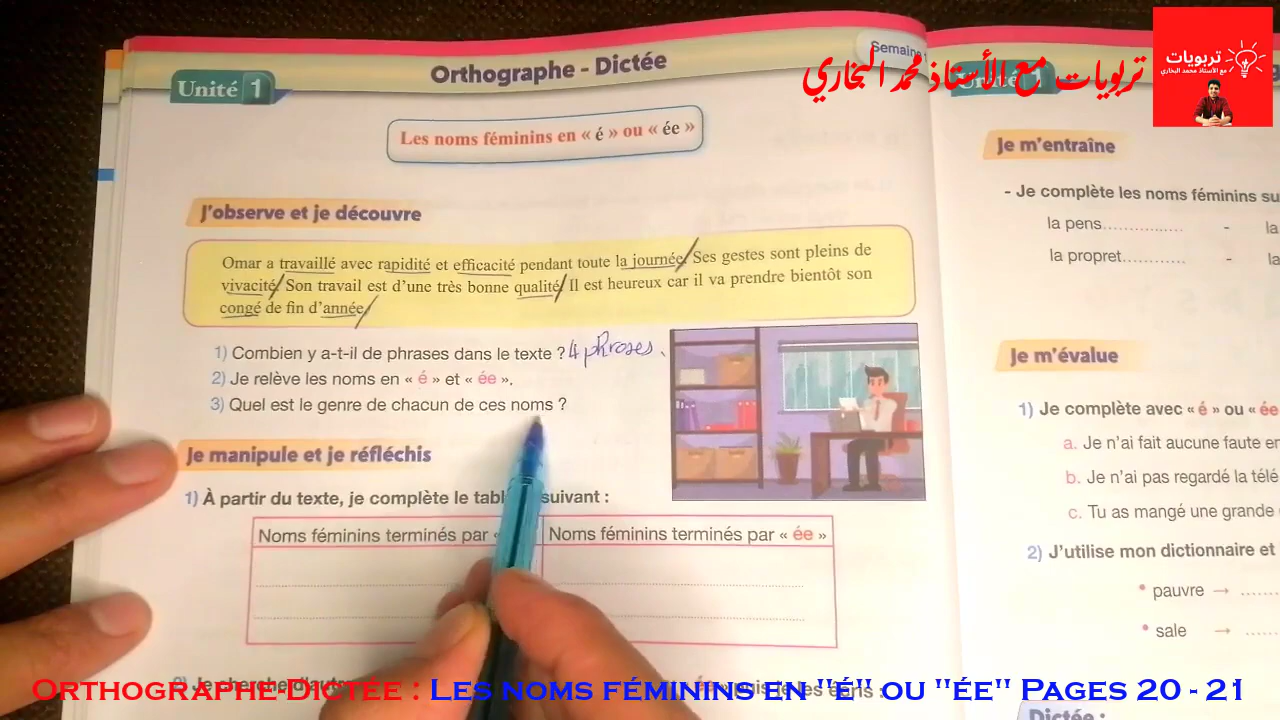 Orthographe - Dictée
Semaine
Unité 1
Les noms féminins en « é » ou « ée »
J'observe et je découvre
Omar a travaillé avec rapidité et efficacité pendant toute la journée. Ses gestes sont pleins de
vivacité. Son travail est d'une très bonne qualité. Il est heureux car il va prendre bientôt son
congé de fin d'année.
1) Combien y a-t-il de phrases dans le texte ? 4 phrases.
2) Je relève les noms en « é » et « ée ».
3) Quel est le genre de chacun de ces noms ?
Je manipule et je réfléchis
1) À partir du texte, je complète le suivant :
Noms féminins terminés par «
Noms féminins terminés par « ée »
تربويات مع الأستاذ محمد البخاري
تربويات
مع الأستاذ محمد البخاري
Je m'entraîne
- Je complète les noms féminins su
la pens.................. - la
la propret............. - la
Je m'évalue
1) Je complète avec « é » ou « ée
a. Je n'ai fait aucune faute en
b. Je n'ai pas regardé la télé
c. Tu as mangé une grande
2) J'utilise mon dictionnaire et
• pauvre → .......
• sale → .......
Dictée :
Orthographe-Dictée : Les noms féminins en "é" ou "ée" Pages 20 - 21